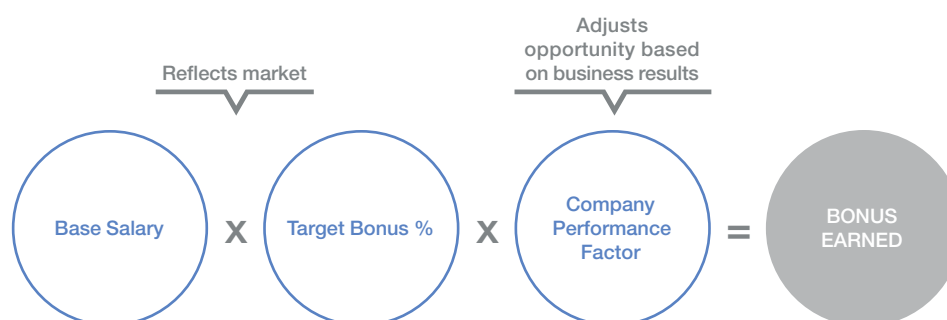 Reflects market
Adjusts
opportunity based
on business results
Base Salary
X
Target Bonus %
X
Company
Performance
Factor
=
BONUS
EARNED